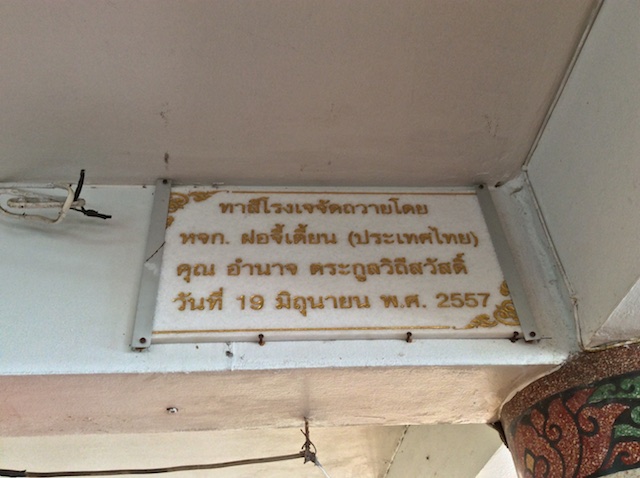 ทาสีโรงเจจัดถวายโดย
หจก. ฝอจี้เตี้ยน (ประเทศไทย)
คุณ อำนาจ ตระกูลวิถีสวัสดิ์
วันที่ 19 มิถุนายน พ.ศ. 2557